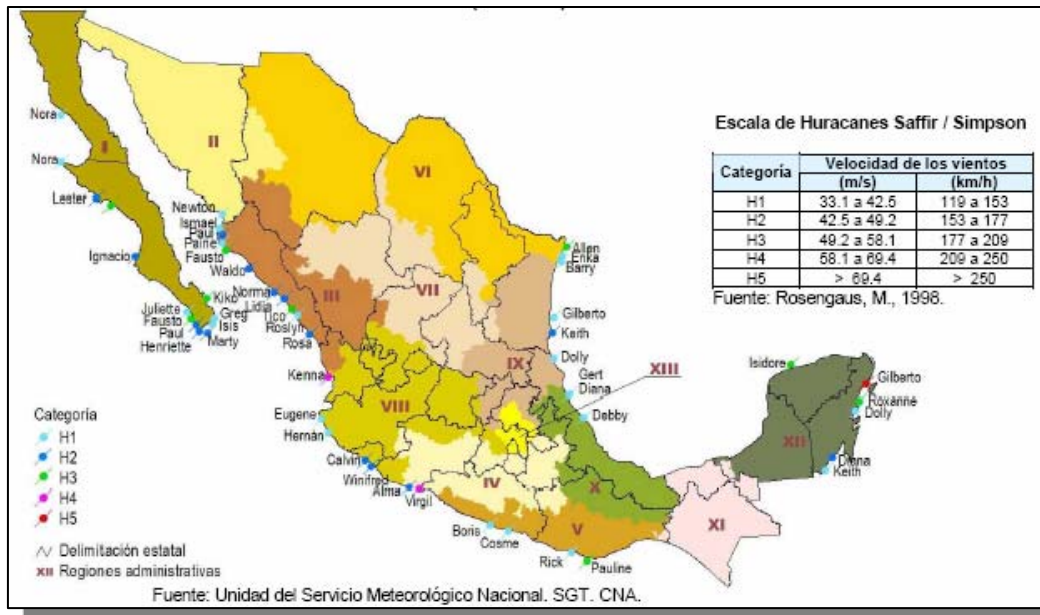 Nora
Nora
Lester
Ignacio
Juliette
Fausto
Paul
Henriette
Kiko
Greg
Isis
Marty
Newton
Ismael
Paul
Paine
Fausto
Waldo
Norma
Lidia
Tico
Roslyn
Rosa
Kenna
Eugene
Hernán
Calvin
Winifred
Alma
Virgil
Boris
Cosme
Rick
Pauline
Allen
Erika
Barry
Gilberto
Keith
Dolly
Gert
Diana
Debby
Isidore
Gilberto
Roxanne
Dolly
Diana
Keith
I
II
III
IV
V
VI
VII
VIII
IX
X
XI
XII
XIII
Escala de Huracanes Saffir / Simpson
Categoría Velocidad de los vientos
(m/s) (km/h)
H1 33.1 a 42.5 119 a 153
H2 42.5 a 49.2 153 a 177
H3 49.2 a 58.1 177 a 209
H4 58.1 a 69.4 209 a 250
H5 > 69.4 > 250
Fuente: Rosengaus, M., 1998.
Categoría
H1
H2
H3
H4
H5
Delimitación estatal
XII Regiones administrativas
Fuente: Unidad del Servicio Meteorológico Nacional. SGT. CNA.